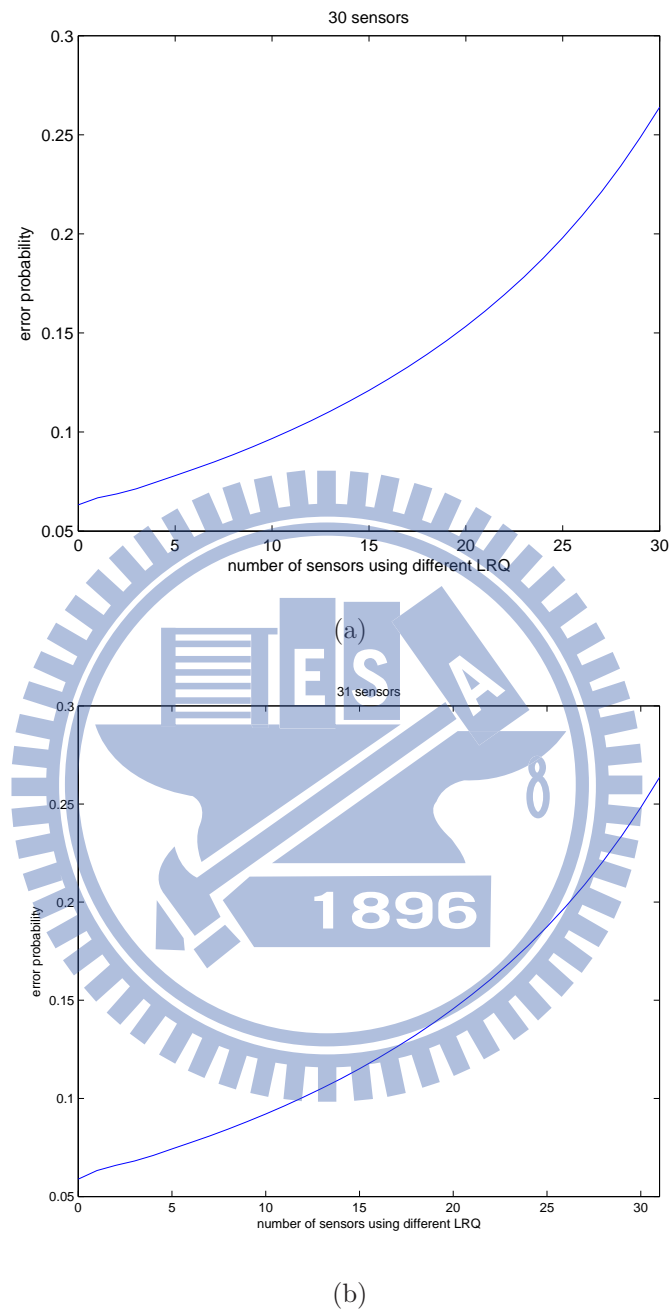 30 sensors
0.3
0.25
0.2
0.15
0.1
0.05
error probability
0 5 10 15 20 25 30
number of sensors using different LRQ
(a)
E S A
31 sensors
0.3
0.25
0.2
0.15
0.1
0.05
error probability
1896
0 5 10 15 20 25 30
number of sensors using different LRQ
(b)